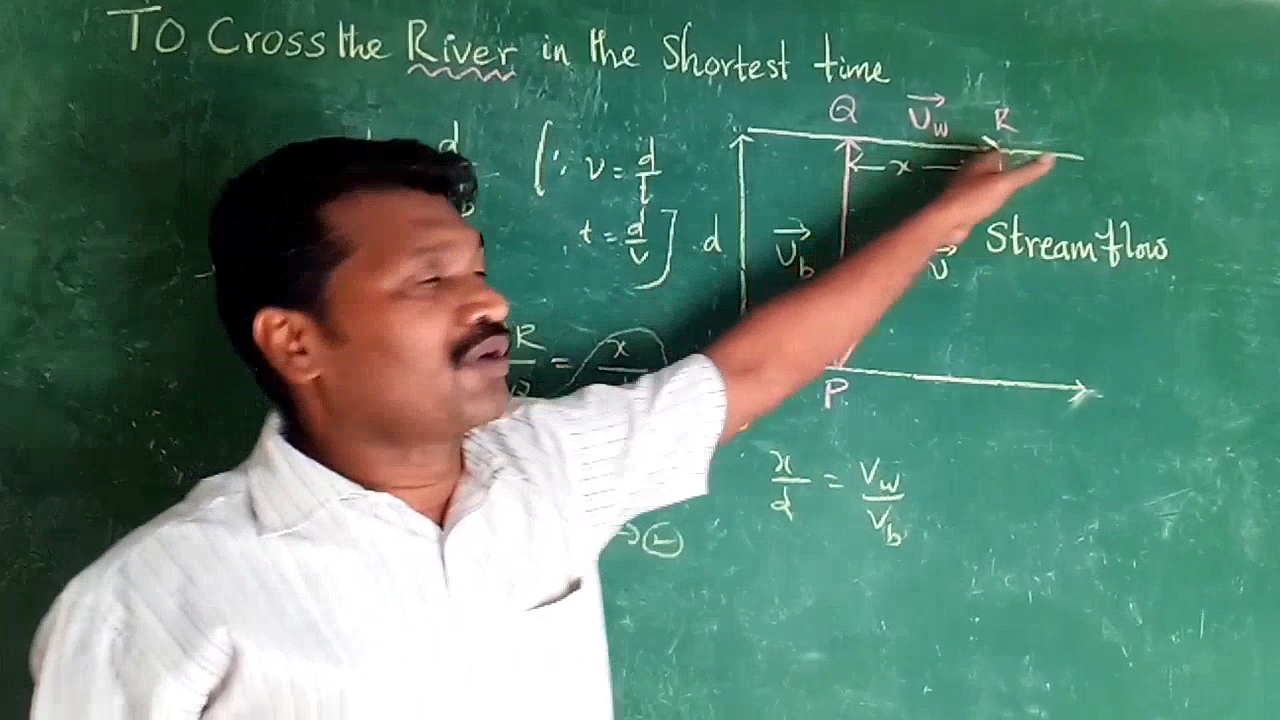 To Cross the River in the Shortest time
d
(∵ v = d/t
t = d/v ]
Q
v⃗w
R
x
d
v⃗b
v⃗
Stream flow
R
=
x
P
x/d = Vw/Vb